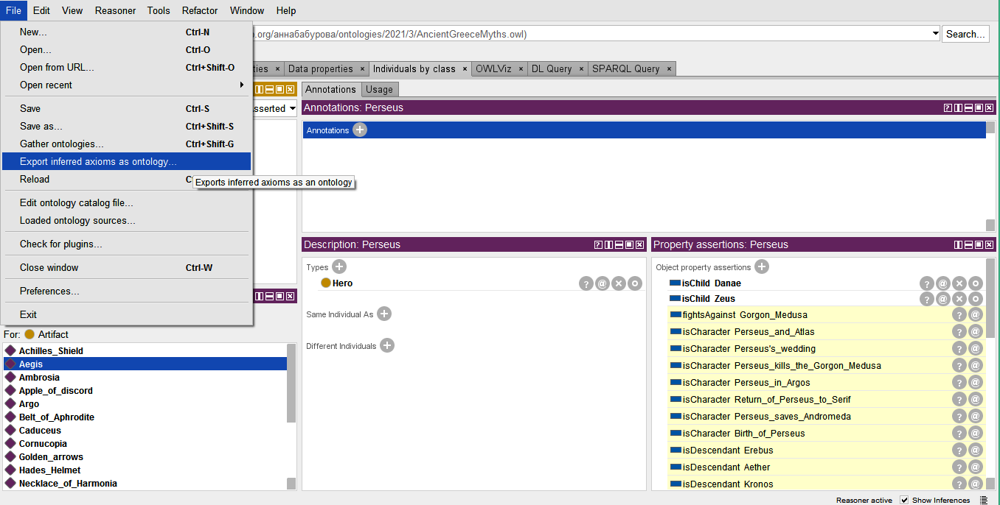 File Edit View Reasoner Tools Refactor Window Help
New... Ctrl-N
Open... Ctrl-O
Open from URL... Ctrl+Shift-O
Open recent
Save Ctrl-S
Save as... Ctrl+Shift-S
Gather ontologies... Ctrl+Shift-G
Export inferred axioms as ontology...
Reload
Exports inferred axioms as an ontology
Edit ontology catalog file...
Loaded ontology sources...
Check for plugins...
Close window Ctrl-W
Preferences...
Exit
.org/аннабабурова/ontologies/2021/3/AncientGreeceMyths.owl)
Search...
ties × Data properties × Individuals by class × OWLViz × DL Query × SPARQL Query ×
sserted
Annotations Usage
Annotations: Perseus
Annotations
Description: Perseus
Types
Hero
Same Individual As
Different Individuals
Property assertions: Perseus
Object property assertions
isChild Danae
isChild Zeus
fightsAgainst Gorgon_Medusa
isCharacter Perseus_and_Atlas
isCharacter Perseus's_wedding
isCharacter Perseus_kills_the_Gorgon_Medusa
isCharacter Perseus_in_Argos
isCharacter Return_of_Perseus_to_Serif
isCharacter Perseus_saves_Andromeda
isCharacter Birth_of_Perseus
isDescendant Erebus
isDescendant Aether
isDescendant Kronos
For: Artifact
Achilles_Shield
Aegis
Ambrosia
Apple_of_discord
Argo
Belt_of_Aphrodite
Caduceus
Cornucopia
Golden_arrows
Hades_Helmet
Necklace_of_Harmonia
Reasoner active Show Inferences